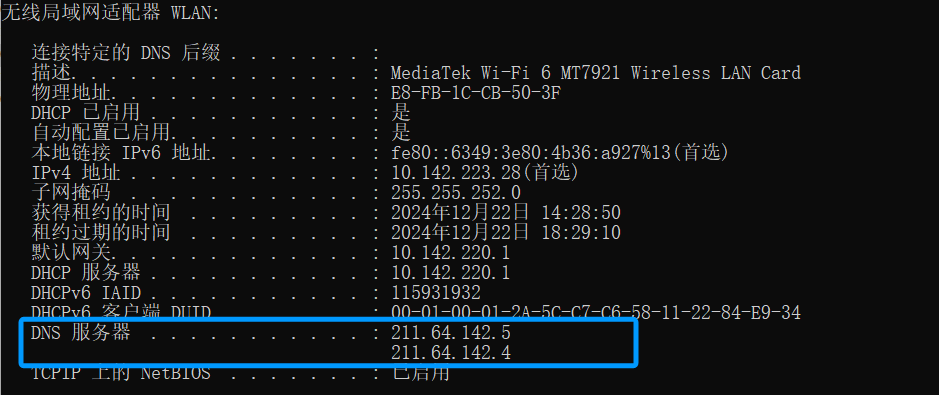 无线局域网适配器 WLAN:
连接特定的 DNS 后缀 . . . . . . . :
描述. . . . . . . . . . . . . . . : MediaTek Wi-Fi 6 MT7921 Wireless LAN Card
物理地址. . . . . . . . . . . . . : E8-FB-1C-CB-50-3F
DHCP 已启用 . . . . . . . . . . . : 是
自动配置已启用. . . . . . . . . . : 是
本地链接 IPv6 地址. . . . . . . . : fe80::6349:3e80:4b36:a927%13(首选)
IPv4 地址 . . . . . . . . . . . . : 10.142.223.28(首选)
子网掩码  . . . . . . . . . . . . : 255.255.252.0
获得租约的时间  . . . . . . . . . : 2024年12月22日 14:28:50
租约过期的时间  . . . . . . . . . : 2024年12月22日 18:29:10
默认网关. . . . . . . . . . . . . : 10.142.220.1
DHCP 服务器 . . . . . . . . . . . : 10.142.220.1
DHCPv6 IAID . . . . . . . . . . . : 115931932
DHCPv6 客户端 DUID  . . . . . . . : 00-01-00-01-2A-5C-C7-C6-58-11-22-84-E9-34
DNS 服务器  . . . . . . . . . . . : 211.64.142.5
211.64.142.4
TCPIP 上的 NetBIOS  . . . . . . . : 已启用